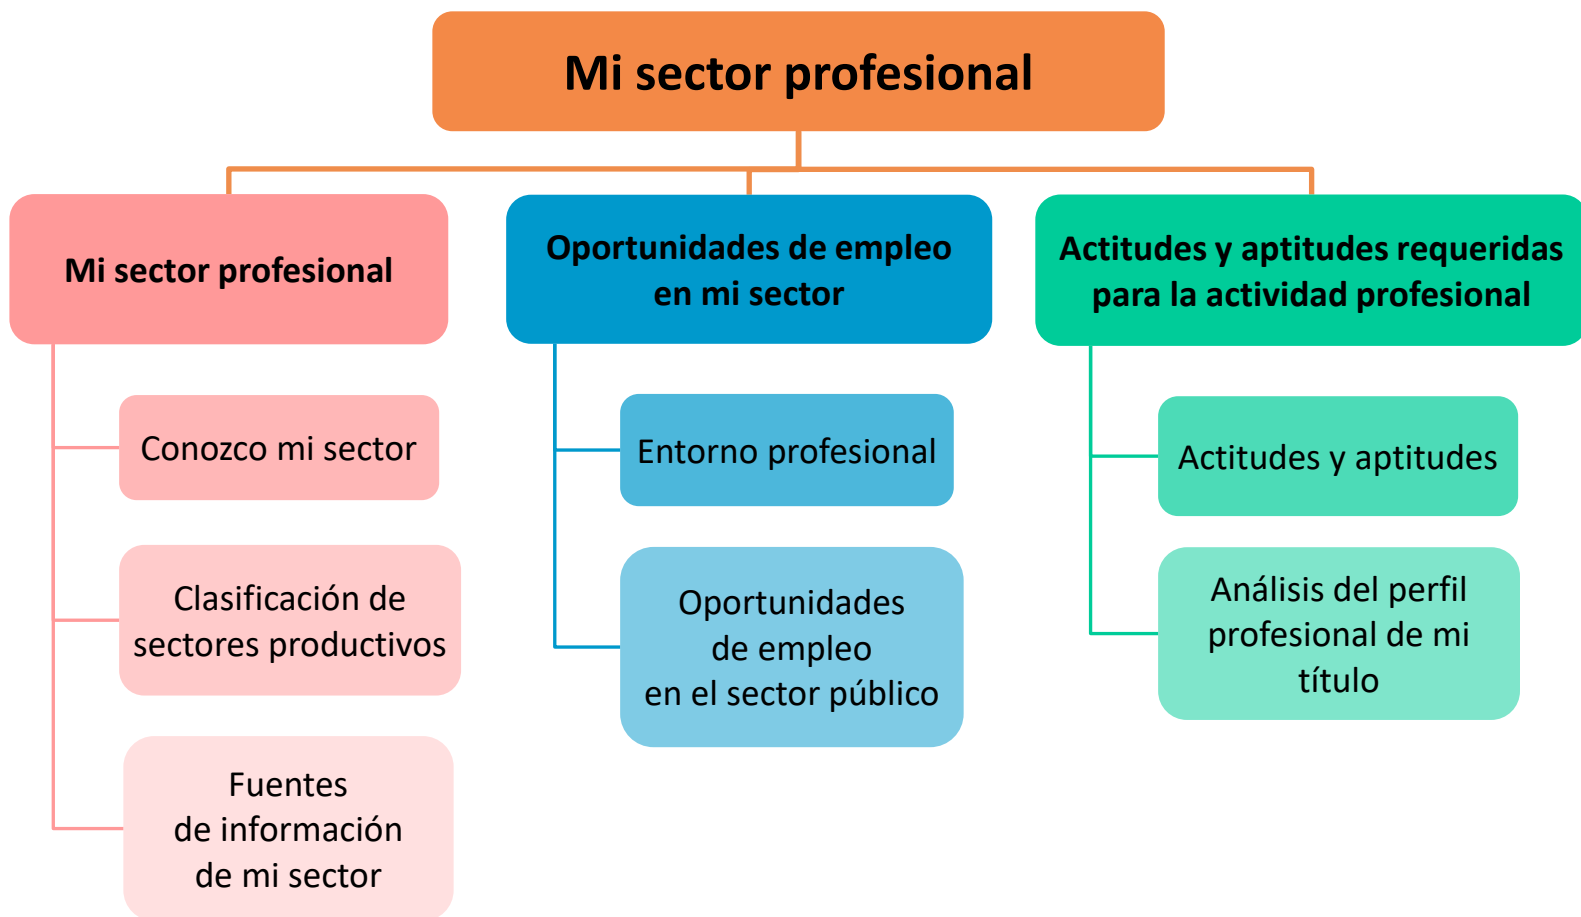 Mi sector profesional
Mi sector profesional
Conozco mi sector
Clasificación de
sectores productivos
Fuentes
de información
de mi sector
Oportunidades de empleo
en mi sector
Entorno profesional
Oportunidades
de empleo
en el sector público
Actitudes y aptitudes requeridas
para la actividad profesional
Actitudes y aptitudes
Análisis del perfil
profesional de mi
título